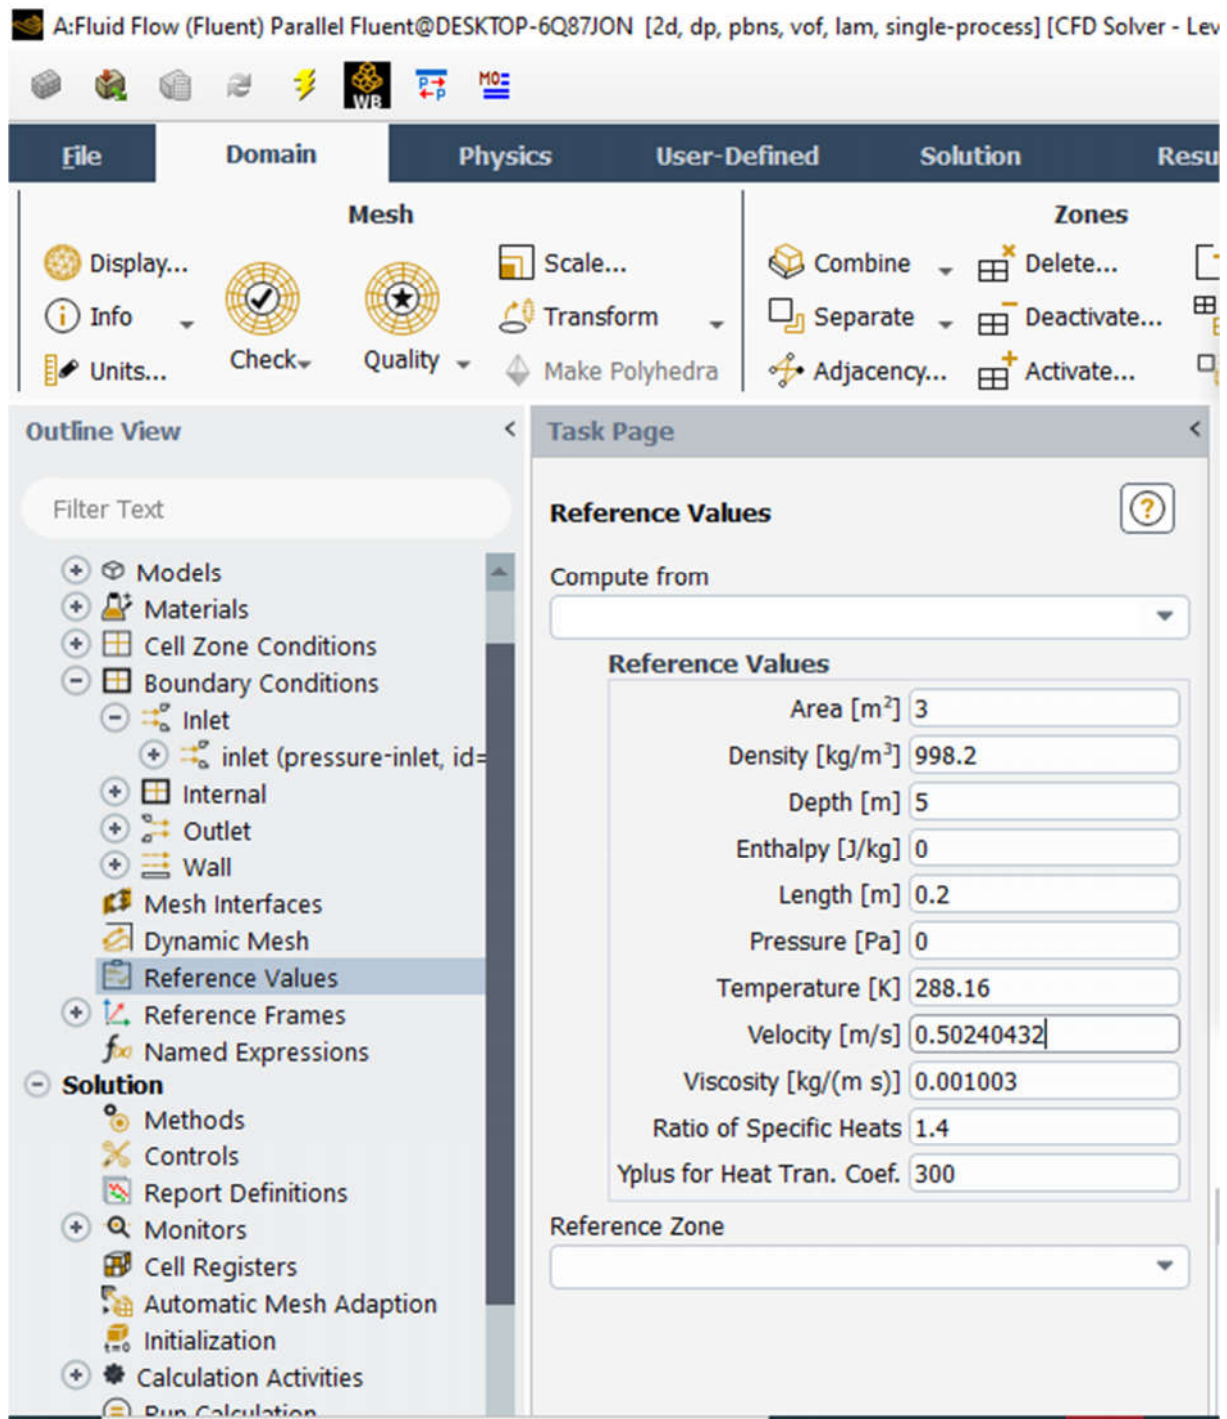 A:Fluid Flow (Fluent) Parallel Fluent@DESKTOP-6Q87JON [2d, dp, pbns, vof, lam, single-process] [CFD Solver - Lev
WB
P P
MO
File Domain Physics User-Defined Solution Resu
Mesh
Zones
Display...
Info
Units...
Check
Quality
Scale...
Transform
Make Polyhedra
Combine
Separate
Adjacency...
Delete...
Deactivate...
Activate...
Outline View
Filter Text
Models
Materials
Cell Zone Conditions
Boundary Conditions
Inlet
inlet (pressure-inlet, id=
Internal
Outlet
Wall
Mesh Interfaces
Dynamic Mesh
Reference Values
Reference Frames
Named Expressions
Solution
Methods
Controls
Report Definitions
Monitors
Cell Registers
Automatic Mesh Adaption
t=0 Initialization
Calculation Activities
Run Calculation
Task Page
Reference Values
?
Compute from
Reference Values
Area [m²] 3
Density [kg/m³] 998.2
Depth [m] 5
Enthalpy [J/kg] 0
Length [m] 0.2
Pressure [Pa] 0
Temperature [K] 288.16
Velocity [m/s] 0.50240432
Viscosity [kg/(m s)] 0.001003
Ratio of Specific Heats 1.4
Yplus for Heat Tran. Coef. 300
Reference Zone